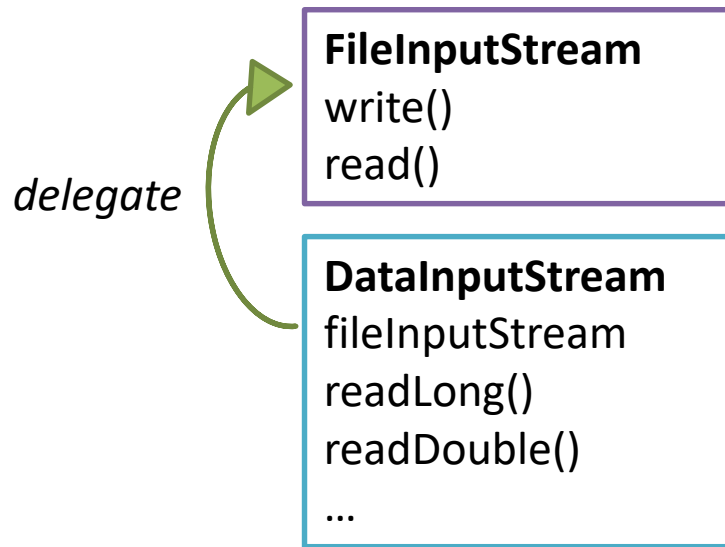 FileInputStream
write()
read()
delegate
DataInputStream
fileInputStream
readLong()
readDouble()
...